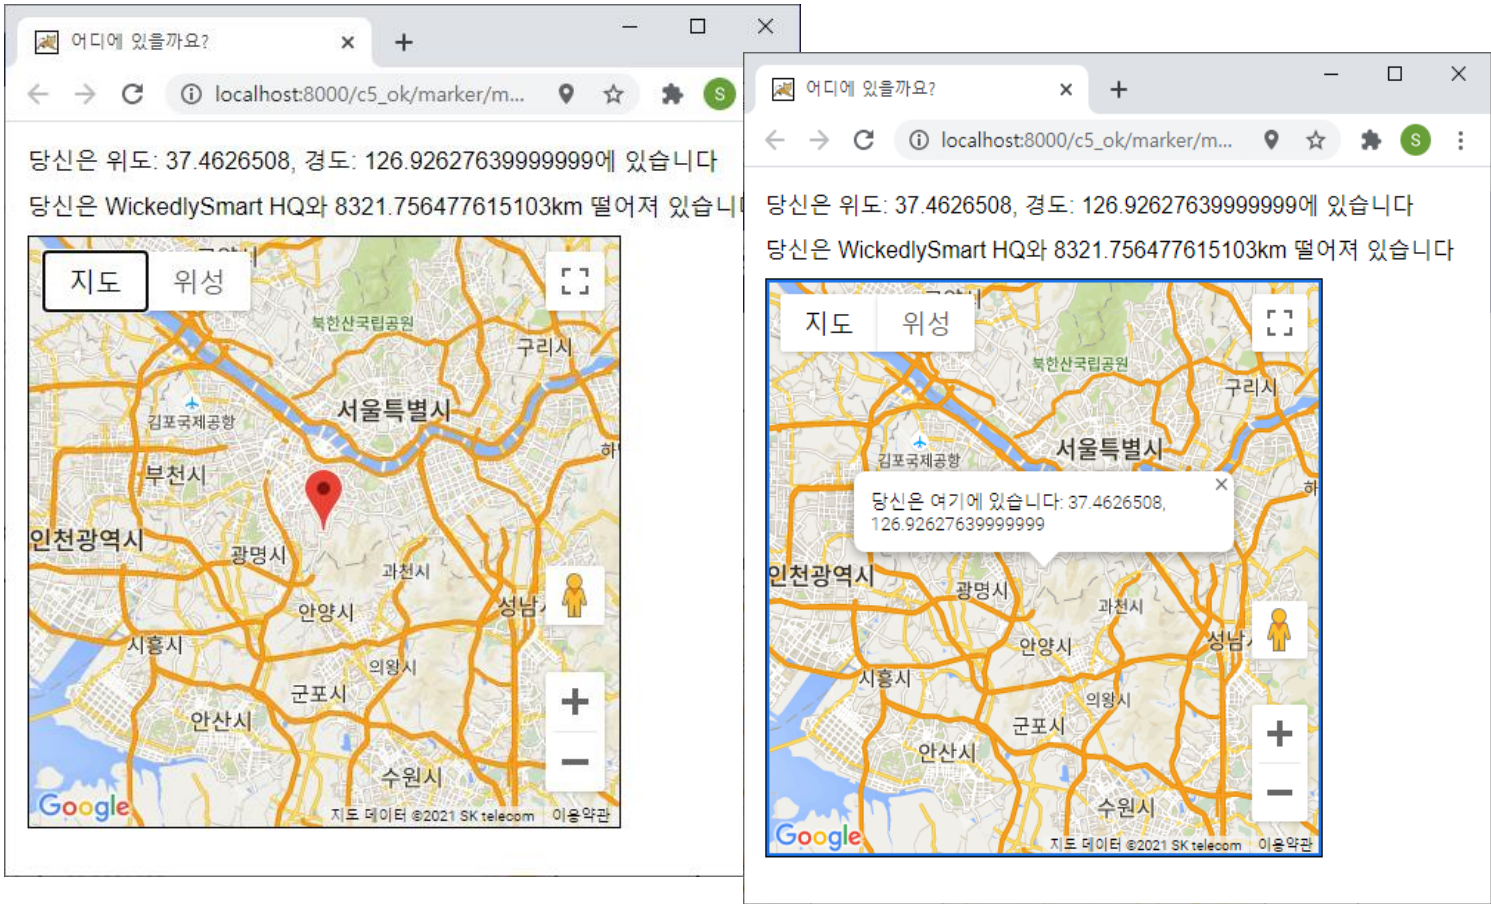 어디에 있을까요?
localhost:8000/c5_ok/marker/m...
S
당신은 위도: 37.4626508, 경도: 126.92627639999999에 있습니다
당신은 WickedlySmart HQ와 8321.756477615103km 떨어져 있습니
지도 위성
북한산국립공원
구리시
서울특별시
김포국제공항
하
부천시
인천광역시
광명시
과천시
안양시
성남
시흥시
의왕시
군포시
안산시
수원시
Google
지도 데이터 ©2021 SK telecom 이용약관
어디에 있을까요?
localhost:8000/c5_ok/marker/m...
S
당신은 위도: 37.4626508, 경도: 126.92627639999999에 있습니다
당신은 WickedlySmart HQ와 8321.756477615103km 떨어져 있습니다
지도 위성
북한산국립공원
구리시
서울특별시
김포국제공항
하
당신은 여기에 있습니다: 37.4626508,
126.92627639999999
인천광역시
광명시
과천시
안양시
성남
시흥시
의왕시
군포시
안산시
수원시
Google
지도 데이터 ©2021 SK telecom 이용약관